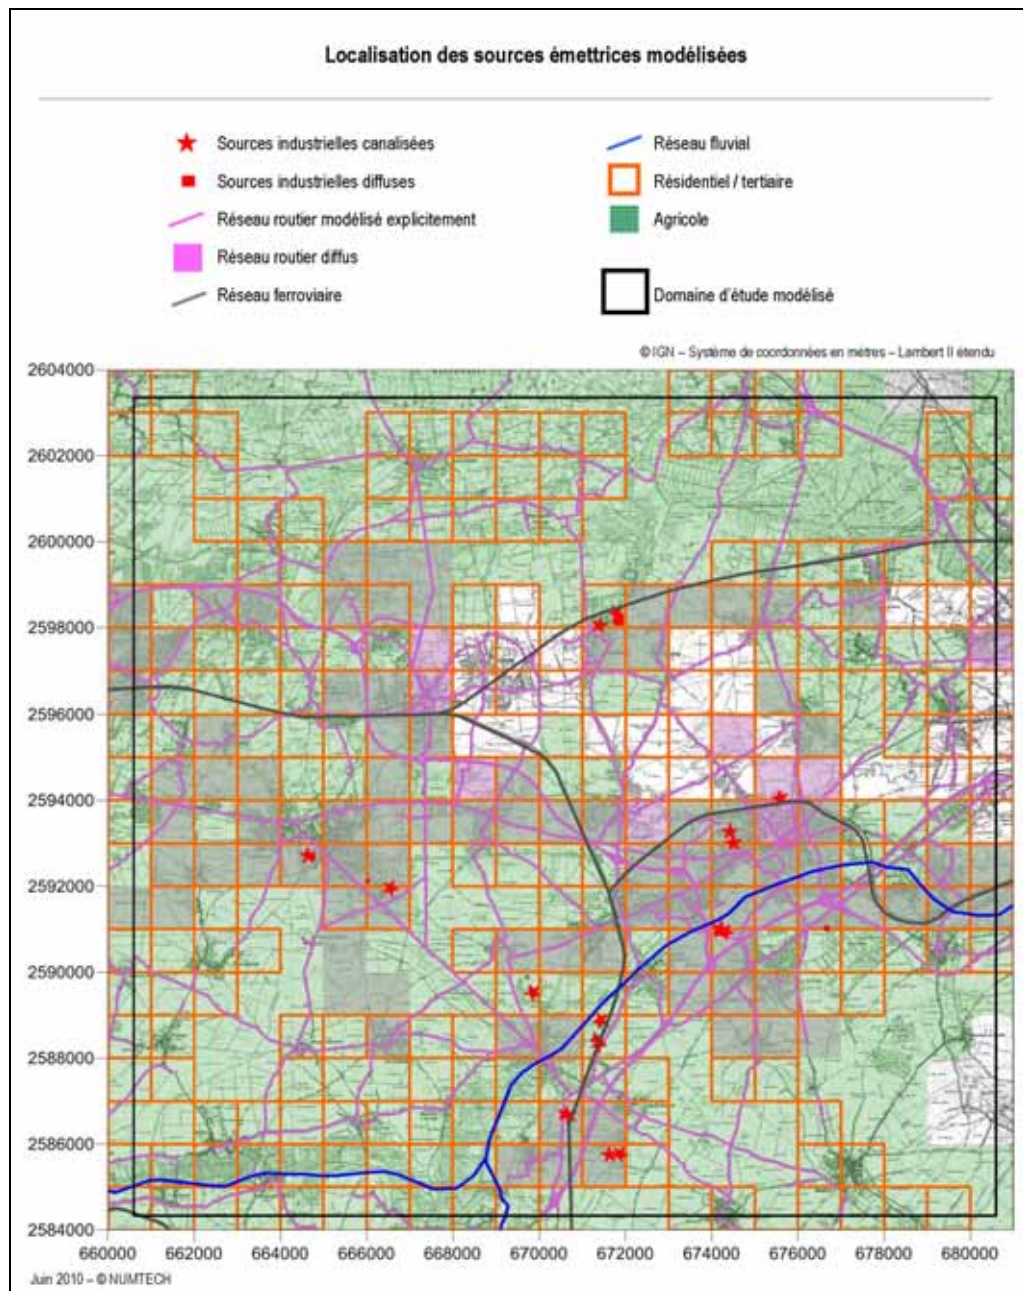 Localisation des sources émettrices modélisées
Sources industrielles canalisées
Sources industrielles diffuses
Réseau routier modélisé explicitement
Réseau routier diffus
Réseau ferroviaire
Réseau fluvial
Résidentiel / tertiaire
Agricole
Domaine d'étude modélisé
© IGN – Système de coordonnées en mètres – Lambert II étendu
2604000
2602000
2600000
2598000
2596000
2594000
2592000
2590000
2588000
2586000
2584000
660000 662000 664000 666000 668000 670000 672000 674000 676000 678000 680000
Juin 2010 – © NUMTECH